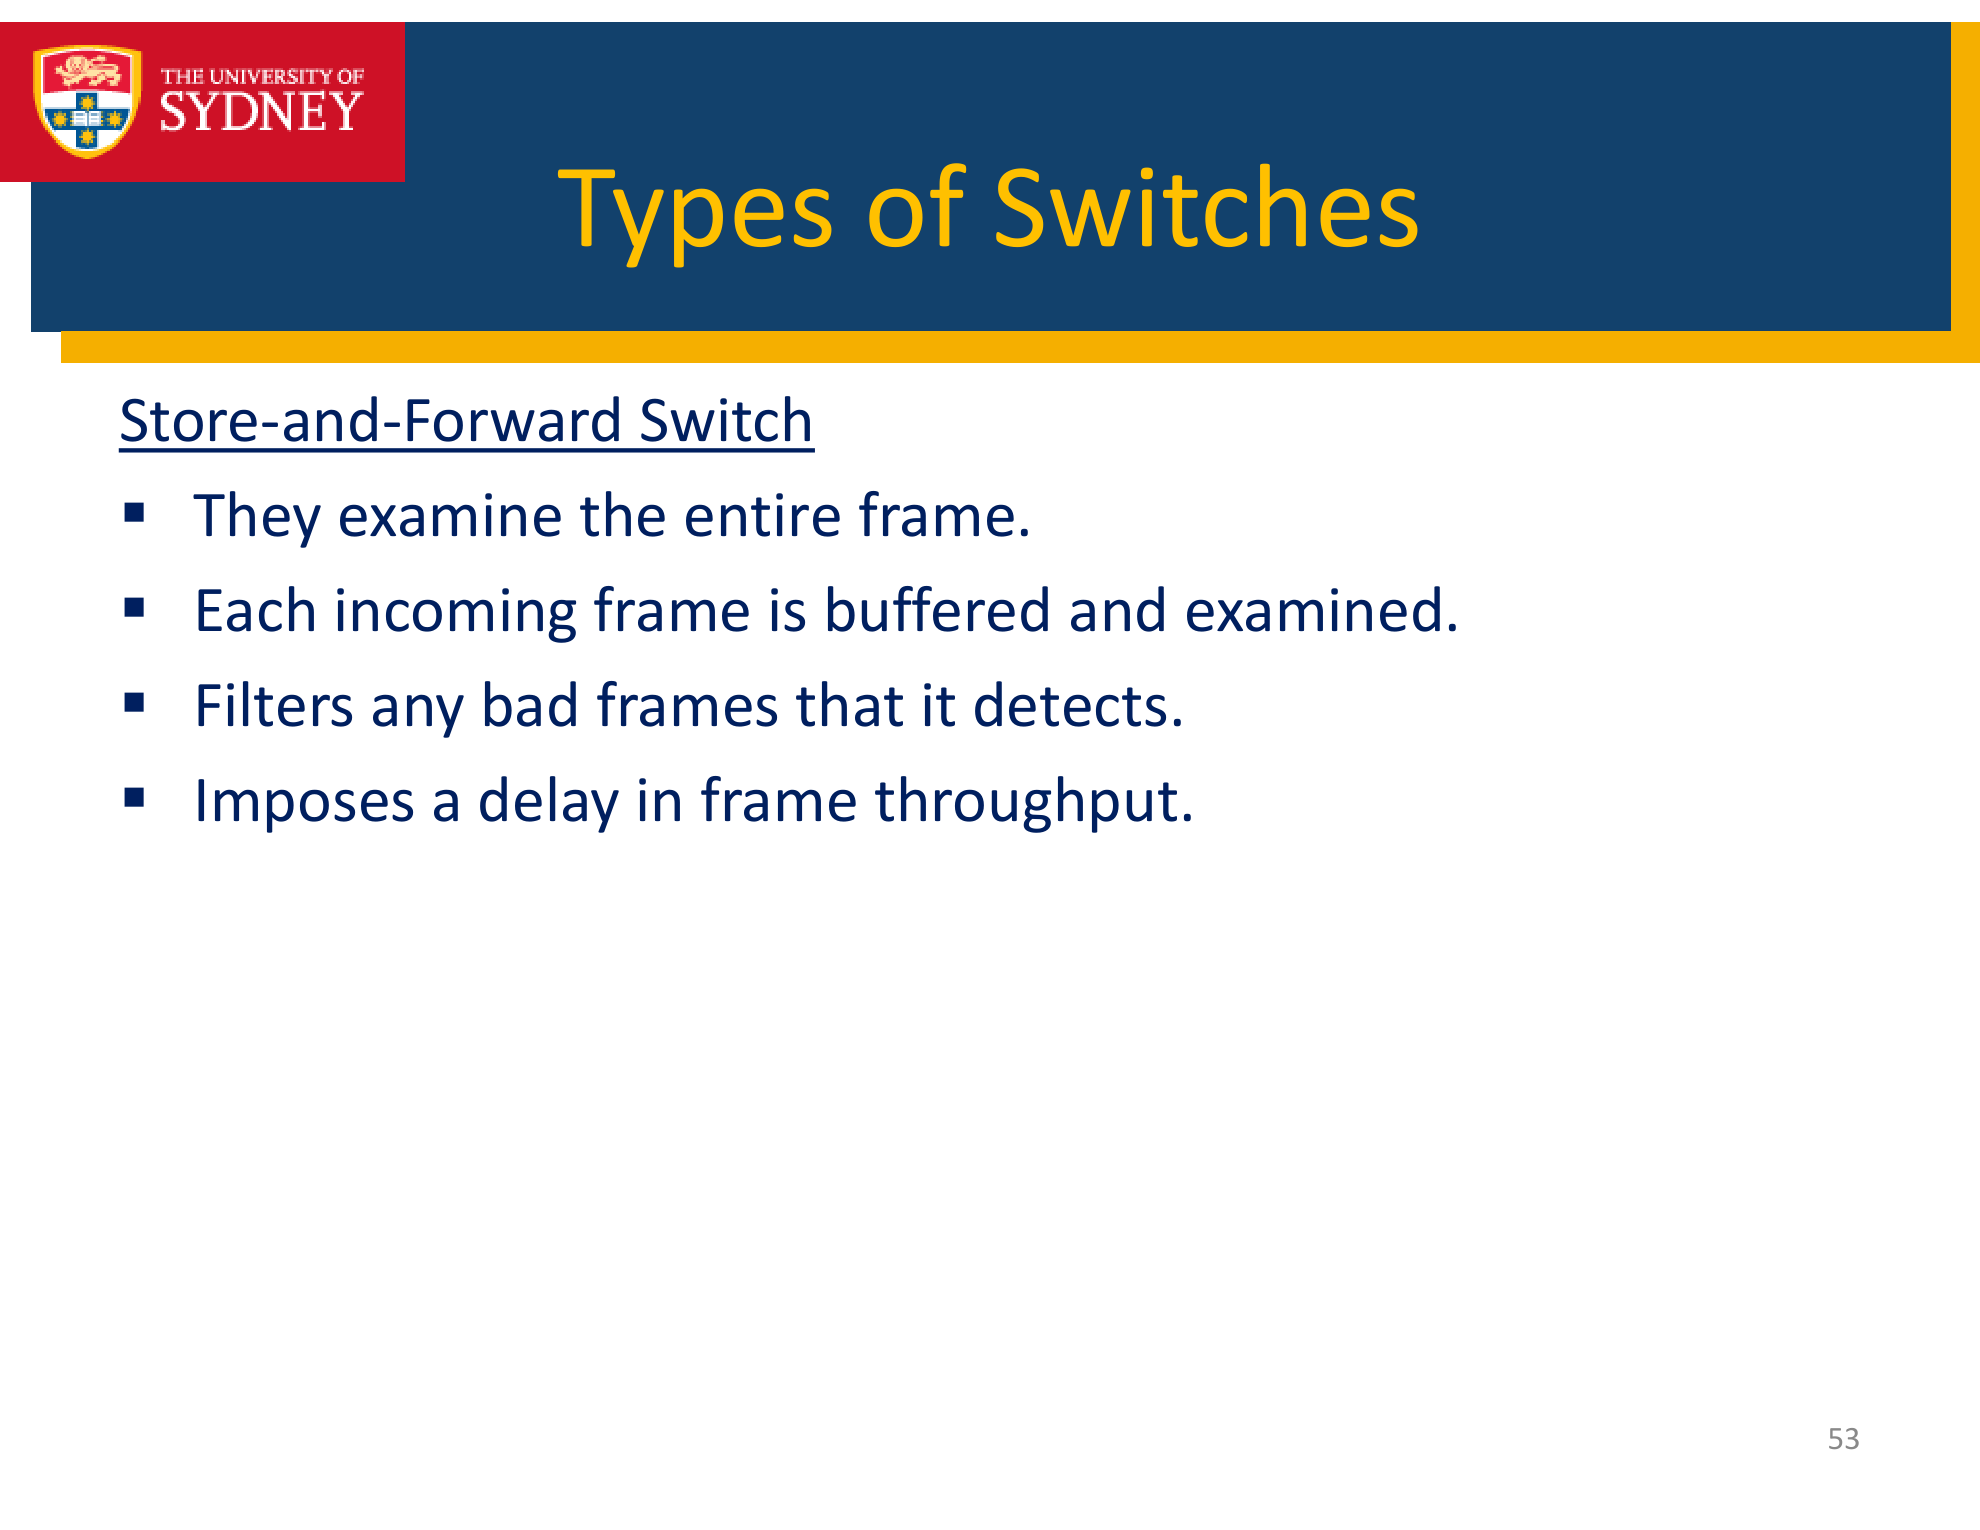 THE UNIVERSITY OF
SYDNEY
Types of Switches
Store-and-Forward Switch
▪ They examine the entire frame.
▪ Each incoming frame is buffered and examined.
▪ Filters any bad frames that it detects.
▪ Imposes a delay in frame throughput.
53